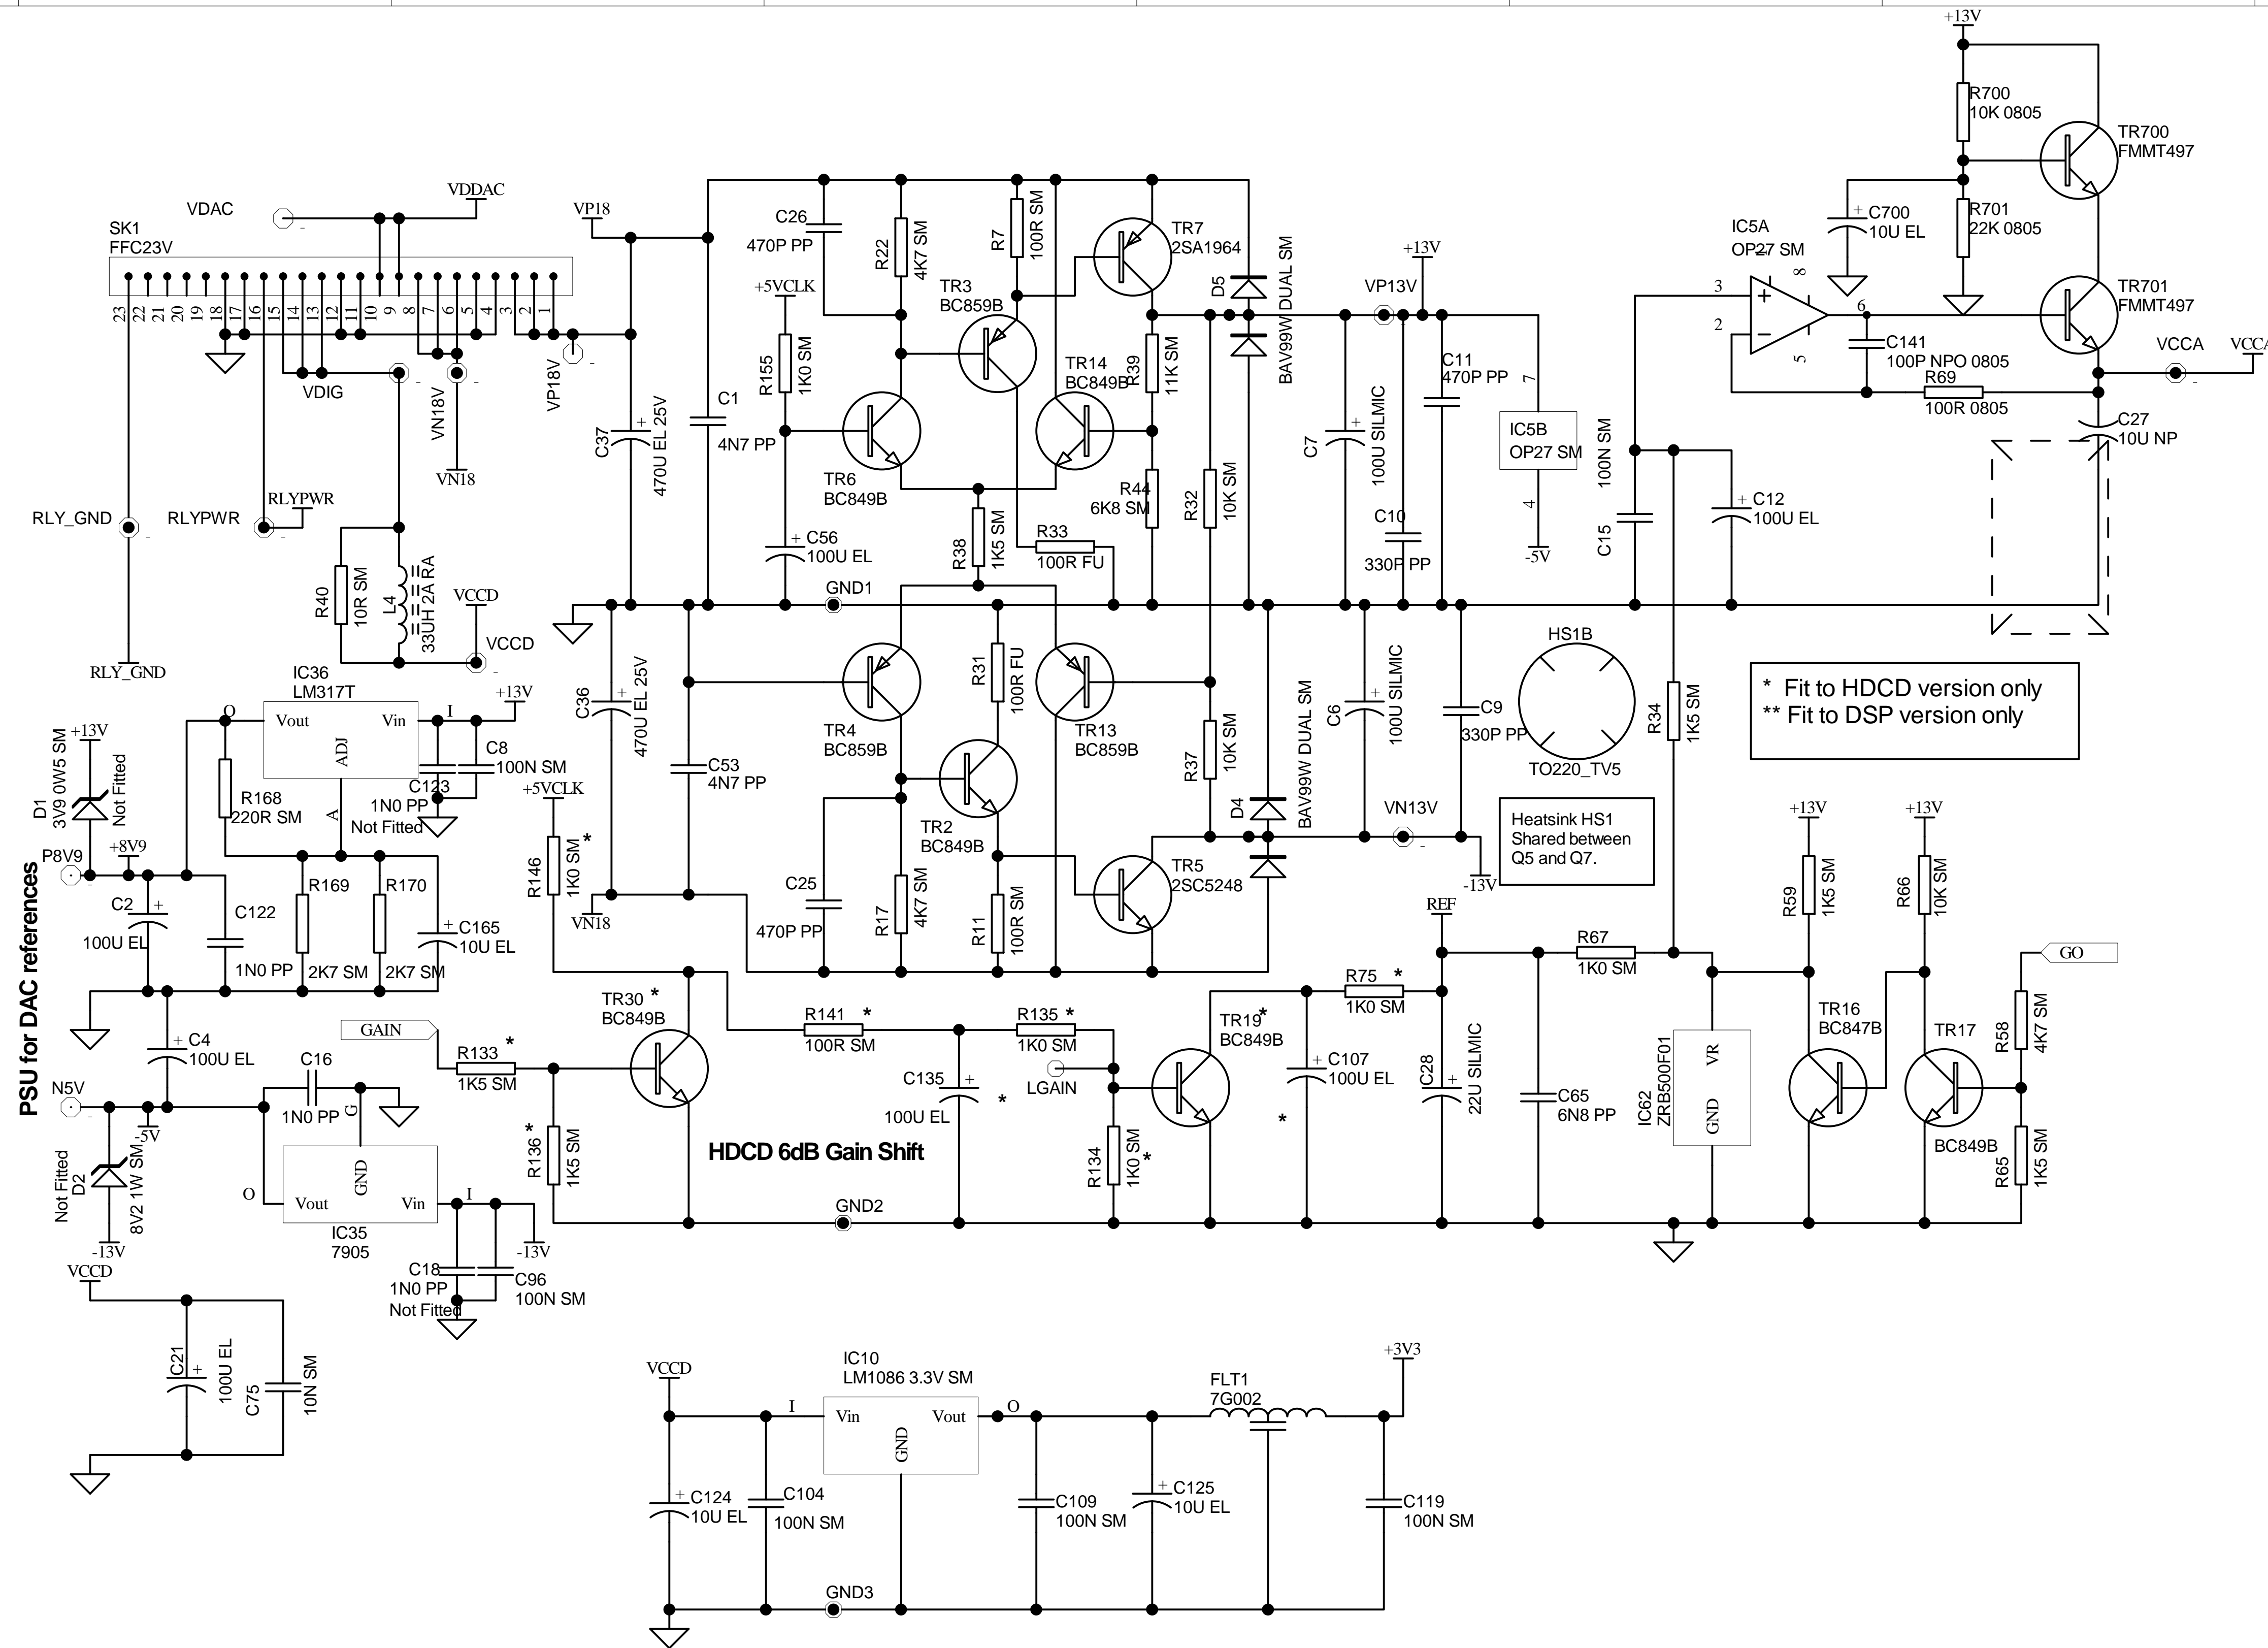 +13V
R700
10K 0805
TR700
FMMT497
C700
10U EL
R701
22K 0805
IC5A
OP27 SM
3
2
6
8
5
+
TR701
FMMT497
C141
100P NPO 0805
R69
100R 0805
VCCA
VCCA
C27
10U NP
VDAC
VDDAC
SK1
FFC23V
23
22
21
20
19
18
17
16
15
14
13
12
11
10
9
8
7
6
5
4
3
2
1
VDIG
VN18V
VN18
VP18V
VP18
RLY_GND
RLYPWR
RLYPWR
RLY_GND
R40
10R SM
L4
33UH 2A RA
VCCD
VCCD
C37
470U EL 25V
C1
4N7 PP
C26
470P PP
R22
4K7 SM
R7
100R SM
TR7
2SA1964
TR3
BC859B
+5VCLK
R155
1K0 SM
TR6
BC849B
TR14
BC849B
R39
11K SM
D5
BAV99W DUAL SM
VP13V
+13V
C56
100U EL
R38
1K5 SM
R33
100R FU
R44
6K8 SM
R32
10K SM
C7
100U SILMIC
C10
330P PP
C11
470P PP
7
IC5B
OP27 SM
4
-5V
100N SM
C15
C12
100U EL
GND1
C36
470U EL 25V
C53
4N7 PP
TR4
BC859B
R31
100R FU
TR13
BC859B
TR2
BC849B
R37
10K SM
D4
BAV99W DUAL SM
C6
100U SILMIC
C9
330P PP
VN13V
-13V
TR5
2SC5248
C25
470P PP
R17
4K7 SM
R11
100R SM
VN18
HS1B
TO220_TV5
Heatsink HS1
Shared between
Q5 and Q7.
R34
1K5 SM
* Fit to HDCD version only
** Fit to DSP version only
IC36
LM317T
O
Vout
Vin
I
ADJ
A
+13V
C8
100N SM
C123
1N0 PP
Not Fitted
R168
220R SM
+13V
D1
3V9 0W5 SM
Not Fitted
P8V9
+8V9
C2
100U EL
C122
1N0 PP
R169
2K7 SM
R170
2K7 SM
C165
10U EL
PSU for DAC references
C4
100U EL
C16
1N0 PP
N5V
-5V
Not Fitted
D2
8V2 1W SM
-13V
G
GND
O
Vout
Vin
I
IC35
7905
-13V
C18
1N0 PP
Not Fitted
C96
100N SM
VCCD
C21
100U EL
C75
10N SM
+5VCLK
R146
1K0 SM
*
GAIN
R133
*
1K5 SM
R136
*
1K5 SM
TR30 *
BC849B
R141 *
100R SM
C135
100U EL
*
R135 *
1K0 SM
LGAIN
R134
1K0 SM
*
TR19*
BC849B
HDCD 6dB Gain Shift
GND2
C107
100U EL
*
R75 *
1K0 SM
REF
C28
22U SILMIC
C65
6N8 PP
R67
1K0 SM
IC62
ZRB500F01
VR
GND
+13V
R59
1K5 SM
+13V
R66
10K SM
TR16
BC847B
TR17
BC849B
GO
R58
4K7 SM
R65
1K5 SM
VCCD
IC10
LM1086 3.3V SM
I
Vin
Vout
O
GND
FLT1
7G002
+3V3
C124
10U EL
C104
100N SM
C109
100N SM
C125
10U EL
C119
100N SM
GND3